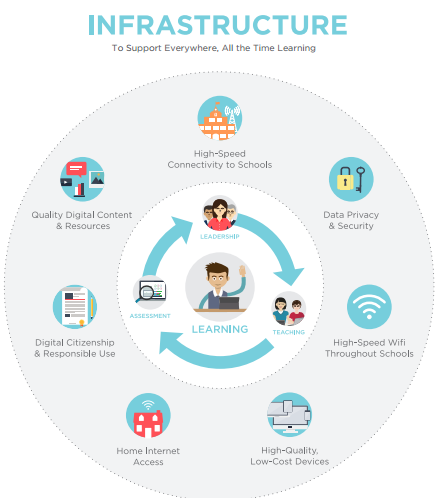 INFRASTRUCTURE
To Support Everywhere, All the Time Learning
High-Speed
Connectivity to Schools
Quality Digital Content
& Resources
Data Privacy
& Security
LEADERSHIP
ASSESSMENT
LEARNING
TEACHING
Digital Citizenship
& Responsible Use
High-Speed Wifi
Throughout Schools
Home Internet
Access
High-Quality,
Low-Cost Devices